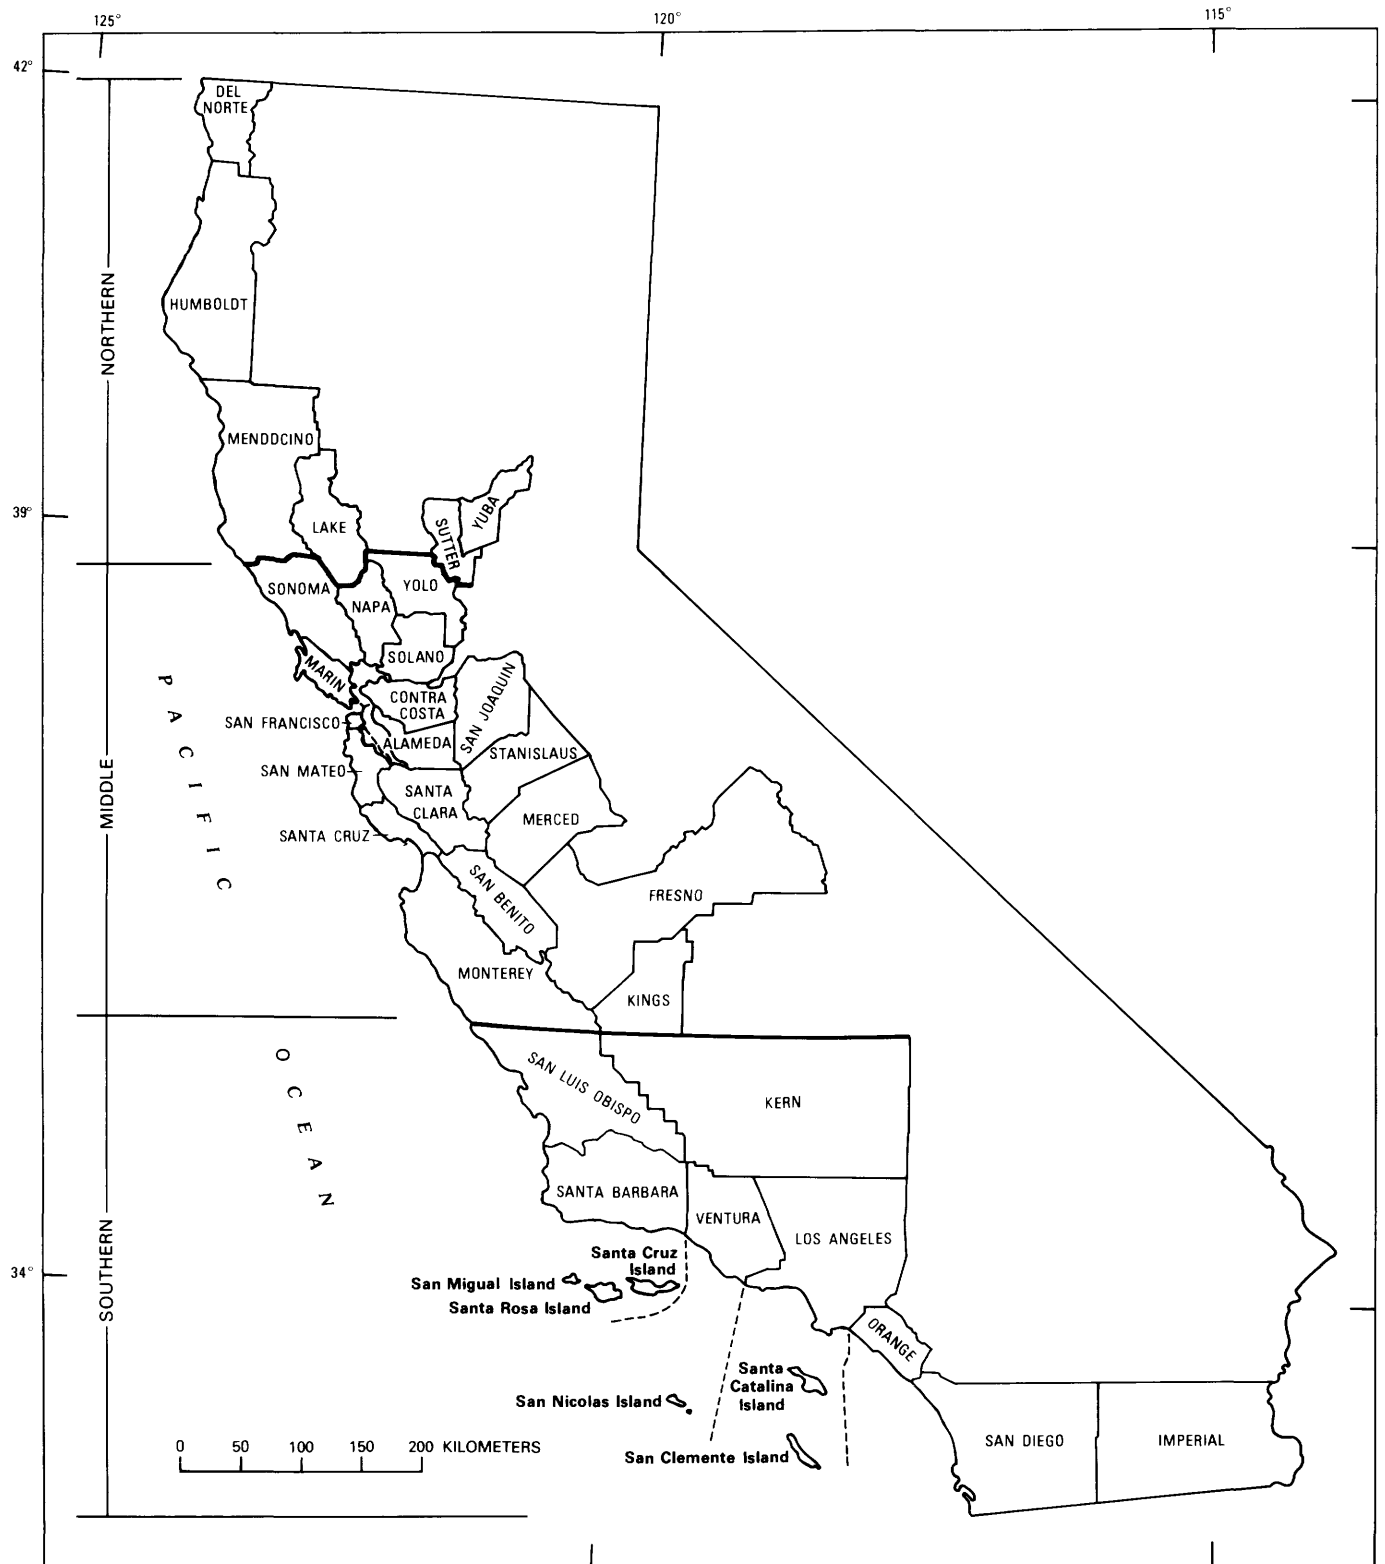 125°
120°
115°
42°
DEL
NORTE
NORTHERN
HUMBOLDT
MENDDCINO
39°
LAKE
SUTTER
YUBA
SONOMA
NAPA
YOLO
SOLANO
MARIN
CONTRA
COSTA
SAN JOAQUIN
SAN FRANCISCO
ALAMEDA
STANISLAUS
SAN MATEO
SANTA
CLARA
MERCED
SANTA CRUZ
MIDDLE
PACIFIC
SAN BENITO
FRESNO
MONTEREY
KINGS
OCEAN
SAN LUIS OBISPO
KERN
SANTA BARBARA
VENTURA
LOS ANGELES
SOUTHERN
34°
Santa Cruz
Island
San Migual Island
Santa Rosa Island
ORANGE
Santa
Catalina
Island
San Nicolas Island
San Clemente Island
SAN DIEGO
IMPERIAL
0 50 100 150 200 KILOMETERS